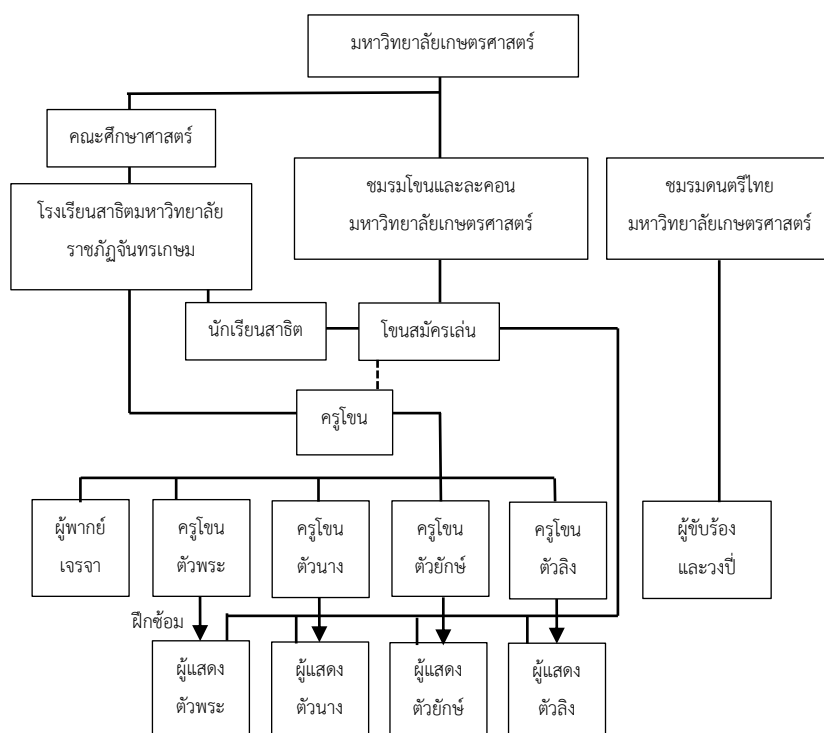 มหาวิทยาลัยเกษตรศาสตร์
คณะศึกษาศาสตร์
โรงเรียนสาธิตมหาวิทยาลัย
ราชภัฏจันทรเกษม
ชมรมโขนและละคอน
มหาวิทยาลัยเกษตรศาสตร์
ชมรมดนตรีไทย
มหาวิทยาลัยเกษตรศาสตร์
นักเรียนสาธิต
โขนสมัครเล่น
ครูโขน
ผู้พากย์
เจรจา
ครูโขน
ตัวพระ
ครูโขน
ตัวนาง
ครูโขน
ตัวยักษ์
ครูโขน
ตัวลิง
ผู้ขับร้อง
และวงปี่
ฝึกซ้อม
ผู้แสดง
ตัวพระ
ผู้แสดง
ตัวนาง
ผู้แสดง
ตัวยักษ์
ผู้แสดง
ตัวลิง